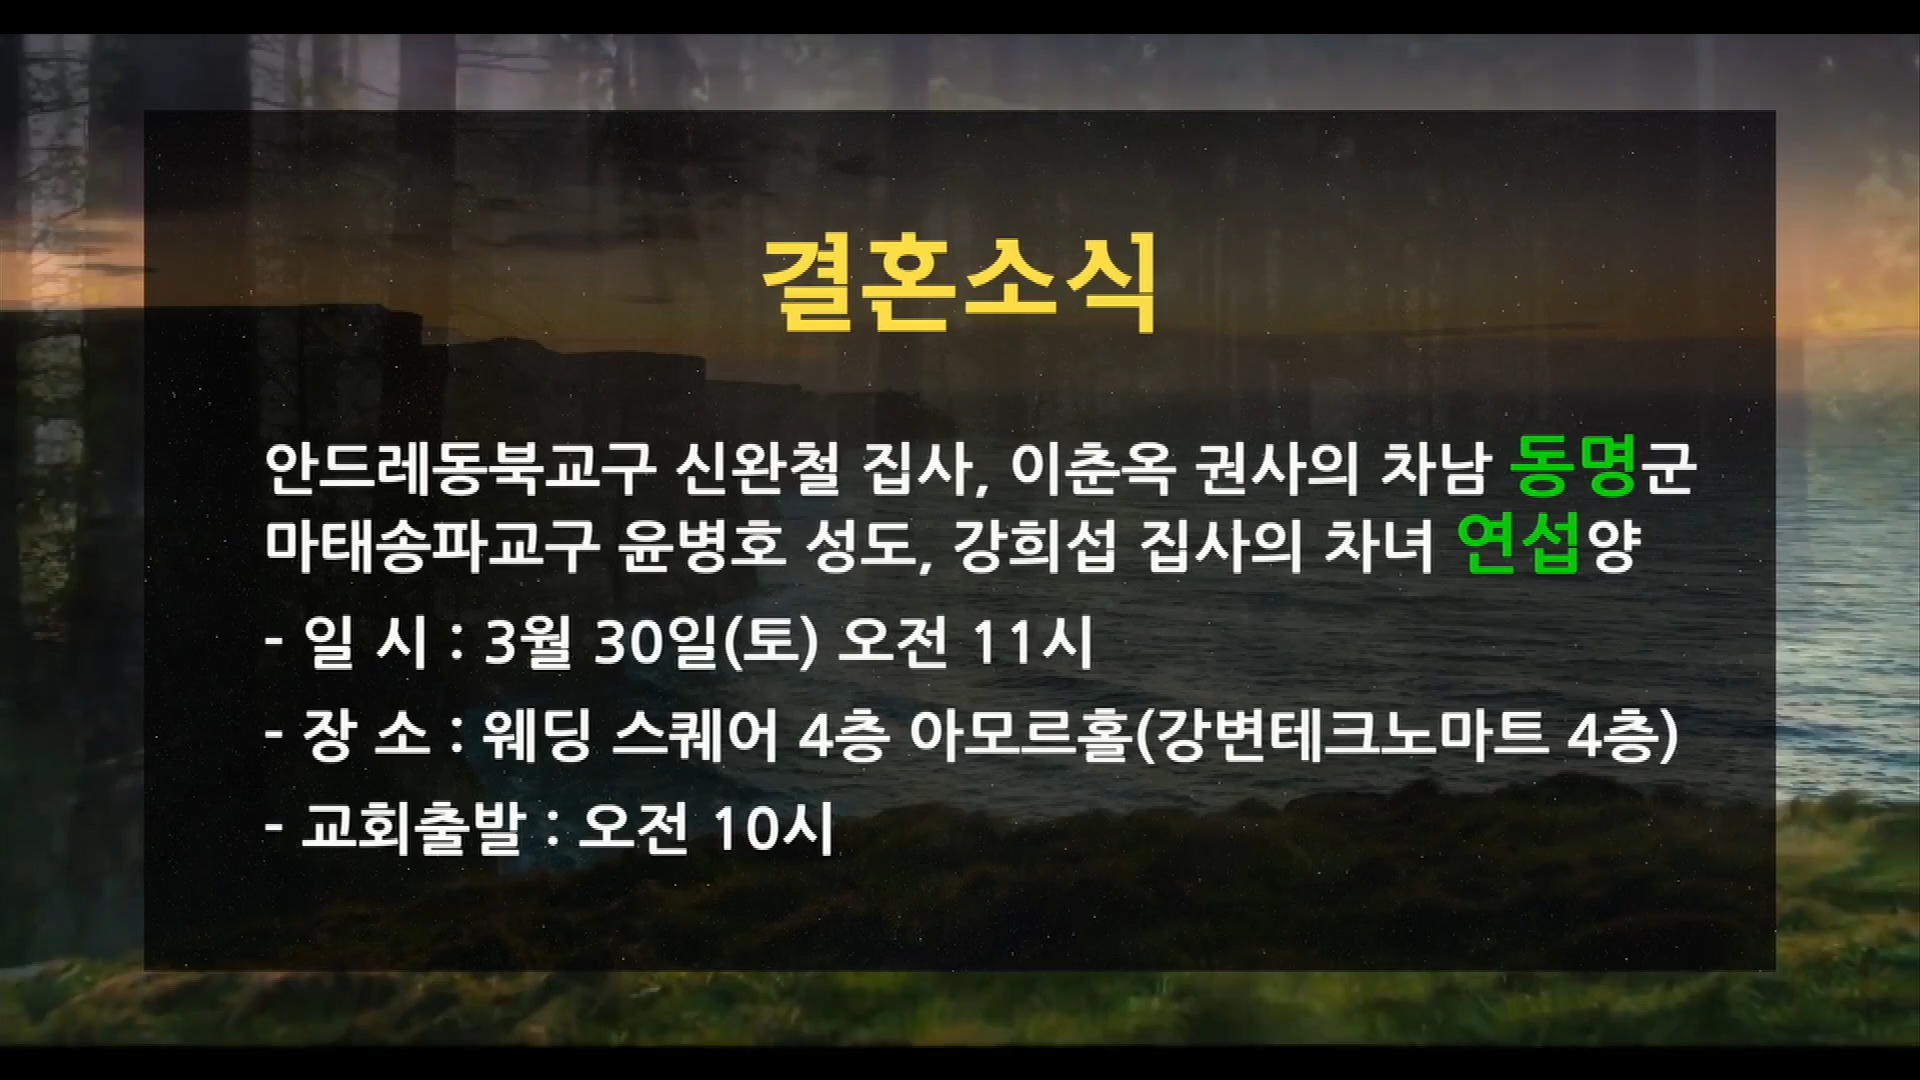 결혼소식
안드레동북교구 신완철 집사, 이춘옥 권사의 차남 동명군
마태송파교구 윤병호 성도, 강희섭 집사의 차녀 연섭양
- 일 시 : 3월 30일(토) 오전 11시
- 장 소 : 웨딩 스퀘어 4층 아모르홀(강변테크노마트 4층)
- 교회출발 : 오전 10시